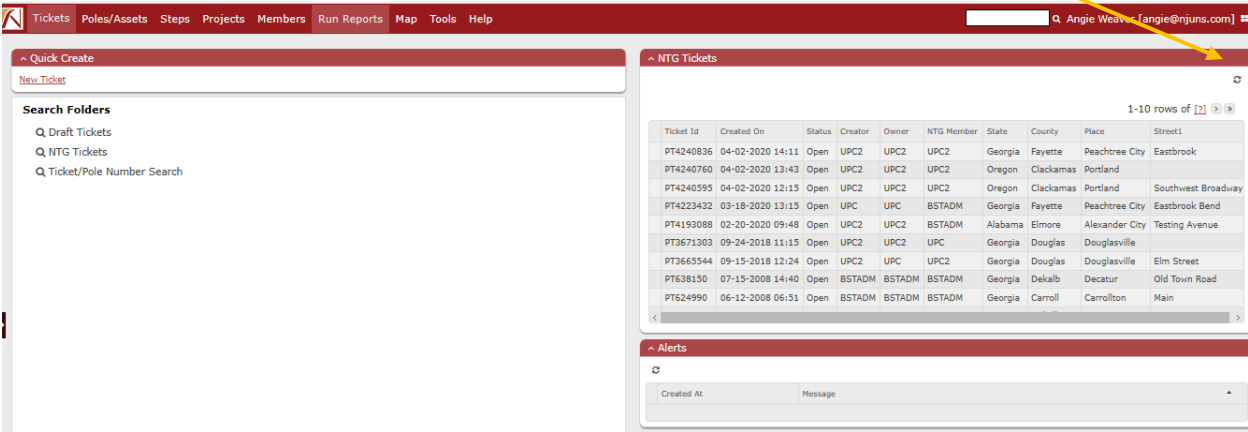 Tickets Poles/Assets Steps Projects Members Run Reports Map Tools Help Angie Weaver [angie@njuns.com]
Quick Create
New Ticket
Search Folders
Draft Tickets
NTG Tickets
Ticket/Pole Number Search
NTG Tickets
1-10 rows of [?]
Ticket Id Created On Status Creator Owner NTG Member State County Place Street1
PT4240836 04-02-2020 14:11 Open UPC2 UPC2 UPC2 Georgia Fayette Peachtree City Eastbrook
PT4240760 04-02-2020 13:43 Open UPC2 UPC2 UPC2 Oregon Clackamas Portland
PT4240595 04-02-2020 12:15 Open UPC2 UPC2 UPC2 Oregon Clackamas Portland Southwest Broadway
PT4223432 03-18-2020 13:15 Open UPC UPC BSTADM Georgia Fayette Peachtree City Eastbrook Bend
PT4193088 02-20-2020 09:48 Open UPC2 UPC2 BSTADM Alabama Elmore Alexander City Testing Avenue
PT3671303 09-24-2018 11:15 Open UPC2 UPC2 UPC Georgia Douglas Douglasville
PT3665544 09-15-2018 12:24 Open UPC2 UPC UPC2 Georgia Douglas Douglasville Elm Street
PT638150 07-15-2008 14:40 Open BSTADM BSTADM BSTADM Georgia Dekalb Decatur Old Town Road
PT624990 06-12-2008 06:51 Open BSTADM BSTADM BSTADM Georgia Carroll Carrollton Main
Alerts
Created At Message